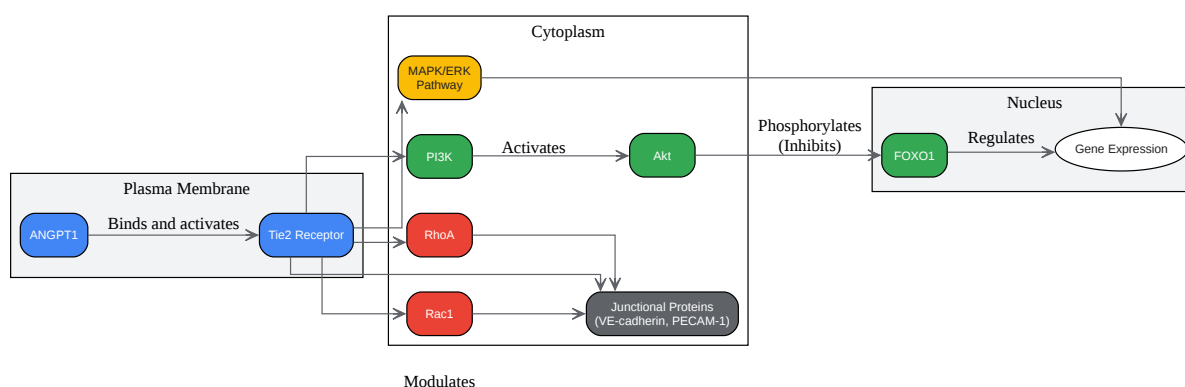 Cytoplasm
MAPK/ERK
Pathway
Nucleus
PI3K
Activates
Akt
Phosphorylates
(Inhibits)
FOXO1
Regulates
Gene Expression
Plasma Membrane
ANGPT1
Binds and activates
Tie2 Receptor
RhoA
Rac1
Junctional Proteins
(VE-cadherin, PECAM-1)
Modulates